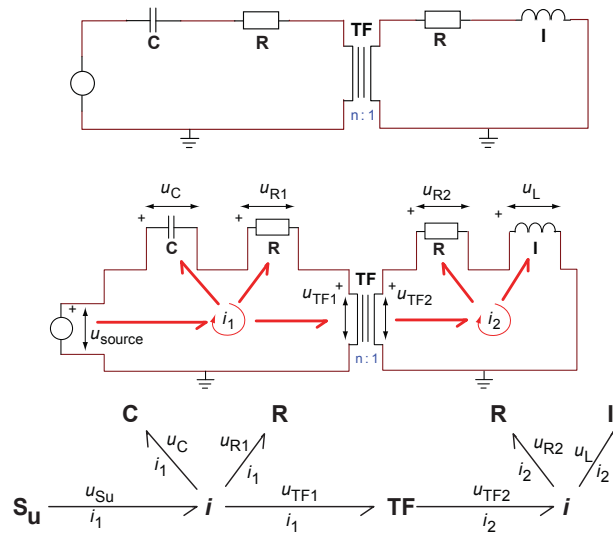 TF
C R R I
n : 1
u_C u_R1 u_R2 u_L
+ + + +
C R R I
TF
+ u_TF1 + + u_TF2
u_source i_1 i_2
n : 1
C R R I
u_C u_R1 u_R2 u_L
i_1 i_1 i_2 i_2
u_Su u_TF1 u_TF2
S_u i TF i
i_1 i_1 i_2